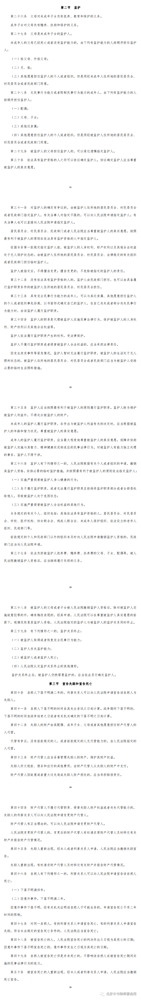 第二节　监护
第二十六条　父母对未成年子女负有抚养、教育和保护的义务。
成年子女对父母负有赡养、扶助和保护的义务。
第二十七条　父母是未成年子女的监护人。
未成年人的父母已经死亡或者没有监护能力的，由下列有监护能力的人按顺序担任监护
人：
（一）祖父母、外祖父母；
（二）兄、姐；
（三）其他愿意担任监护人的个人或者组织，但是须经未成年人住所地的居民委员会、
村民委员会或者民政部门同意。
第二十八条　无民事行为能力或者限制民事行为能力的成年人，由下列有监护能力的人
按顺序担任监护人：
（一）配偶；
（二）父母、子女；
（三）其他近亲属；
（四）其他愿意担任监护人的个人或者组织，但是须经被监护人住所地的居民委员会、
村民委员会或者民政部门同意。
第二十九条　被监护人的父母担任监护人的，可以通过遗嘱指定监护人。
第三十条　依法具有监护资格的人之间可以协议确定监护人。协议确定监护人应当尊重
被监护人的真实意愿。
11
第三十一条　对监护人的确定有争议的，由被监护人住所地的居民委员会、村民委员会
或者民政部门指定监护人，有关当事人对指定不服的，可以向人民法院申请指定监护人；有
关当事人也可以直接向人民法院申请指定监护人。
居民委员会、村民委员会、民政部门或者人民法院应当尊重被监护人的真实意愿，按照
最有利于被监护人的原则在依法具有监护资格的人中指定监护人。
依据本条第一款规定指定监护人前，被监护人的人身权利、财产权利以及其他合法权益
处于无人保护状态的，由被监护人住所地的居民委员会、村民委员会、法律规定的有关组织
或者民政部门担任临时监护人。
监护人被指定后，不得擅自变更；擅自变更的，不免除被指定的监护人的责任。
第三十二条　没有依法具有监护资格的人的，监护人由民政部门担任，也可以由具备履
行监护职责条件的被监护人住所地的居民委员会、村民委员会担任。
第三十三条　具有完全民事行为能力的成年人，可以与其近亲属、其他愿意担任监护人
的个人或者组织事先协商，以书面形式确定自己的监护人，在自己丧失或者部分丧失民事行
为能力时，由该监护人履行监护职责。
第三十四条　监护人的职责是代理被监护人实施民事法律行为，保护被监护人的人身权
利、财产权利以及其他合法权益等。
监护人依法履行监护职责产生的权利，受法律保护。
监护人不履行监护职责或者侵害被监护人合法权益的，应当承担法律责任。
因发生突发事件等紧急情况，监护人暂时无法履行监护职责，被监护人的生活处于无人
照料状态的，被监护人住所地的居民委员会、村民委员会或者民政部门应当为被监护人安排
必要的临时生活照料措施。
12
第三十五条　监护人应当按照最有利于被监护人的原则履行监护职责。监护人除为维护
被监护人利益外，不得处分被监护人的财产。
未成年人的监护人履行监护职责，在作出与被监护人利益有关的决定时，应当根据被监
护人的年龄和智力状况，尊重被监护人的真实意愿。
成年人的监护人履行监护职责，应当最大程度地尊重被监护人的真实意愿，保障并协助
被监护人实施与其智力、精神健康状况相适应的民事法律行为。对被监护人有能力独立处理
的事务，监护人不得干涉。
第三十六条　监护人有下列情形之一的，人民法院根据有关个人或者组织的申请，撤销
其监护人资格，安排必要的临时监护措施，并按照最有利于被监护人的原则依法指定监护人：
（一）实施严重损害被监护人身心健康的行为；
（二）怠于履行监护职责，或者无法履行监护职责且拒绝将监护职责部分或者全部委托
给他人，导致被监护人处于危困状态；
（三）实施严重侵害被监护人合法权益的其他行为。
本条规定的有关个人、组织包括：其他依法具有监护资格的人，居民委员会、村民委员
会、学校、医疗机构、妇女联合会、残疾人联合会、未成年人保护组织、依法设立的老年人
组织、民政部门等。
前款规定的个人和民政部门以外的组织未及时向人民法院申请撤销监护人资格的，民政
部门应当向人民法院申请。
第三十七条　依法负担被监护人抚养费、赡养费、扶养费的父母、子女、配偶等，被人
民法院撤销监护人资格后，应当继续履行负担的义务。
13
第三十八条　被监护人的父母或者子女被人民法院撤销监护人资格后，除对被监护人实
施故意犯罪的外，确有悔改表现的，经其申请，人民法院可以在尊重被监护人真实意愿的前
提下，视情况恢复其监护人资格，人民法院指定的监护人与被监护人的监护关系同时终止。
第三十九条　有下列情形之一的，监护关系终止：
（一）被监护人取得或者恢复完全民事行为能力；
（二）监护人丧失监护能力；
（三）被监护人或者监护人死亡；
（四）人民法院认定监护关系终止的其他情形。
监护关系终止后，被监护人仍然需要监护的，应当依法另行确定监护人。
第三节　宣告失踪和宣告死亡
第四十条　自然人下落不明满二年的，利害关系人可以向人民法院申请宣告该自然人为
失踪人。
第四十一条　自然人下落不明的时间自其失去音讯之日起计算。战争期间下落不明的，
下落不明的时间自战争结束之日或者有关机关确定的下落不明之日起计算。
第四十二条　失踪人的财产由其配偶、成年子女、父母或者其他愿意担任财产代管人的
人代管。
代管有争议，没有前款规定的人，或者前款规定的人无代管能力的，由人民法院指定的
人代管。
第四十三条　财产代管人应当妥善管理失踪人的财产，维护其财产权益。
失踪人所欠税款、债务和应付的其他费用，由财产代管人从失踪人的财产中支付。
财产代管人因故意或者重大过失造成失踪人财产损失的，应当承担赔偿责任。
14
第四十四条　财产代管人不履行代管职责、侵害失踪人财产权益或者丧失代管能力的，
失踪人的利害关系人可以向人民法院申请变更财产代管人。
财产代管人有正当理由的，可以向人民法院申请变更财产代管人。
人民法院变更财产代管人的，变更后的财产代管人有权请求原财产代管人及时移交有关
财产并报告财产代管情况。
第四十五条　失踪人重新出现，经本人或者利害关系人申请，人民法院应当撤销失踪宣
告。
失踪人重新出现，有权请求财产代管人及时移交有关财产并报告财产代管情况。
第四十六条　自然人有下列情形之一的，利害关系人可以向人民法院申请宣告该自然人
死亡：
（一）下落不明满四年；
（二）因意外事件，下落不明满二年。
因意外事件下落不明，经有关机关证明该自然人不可能生存的，申请宣告死亡不受二年
时间的限制。
第四十七条　对同一自然人，有的利害关系人申请宣告死亡，有的利害关系人申请宣告
失踪，符合本法规定的宣告死亡条件的，人民法院应当宣告死亡。
第四十八条　被宣告死亡的人，人民法院宣告死亡的判决作出之日视为其死亡的日期；
因意外事件下落不明宣告死亡的，意外事件发生之日视为其死亡的日期。
第四十九条　自然人被宣告死亡但是并未死亡的，不影响该自然人在被宣告死亡期间实
施的民事法律行为的效力。
第五十条　被宣告死亡的人重新出现，经本人或者利害关系人申请，人民法院应当撤销
死亡宣告。
15
北京中书律师事务所